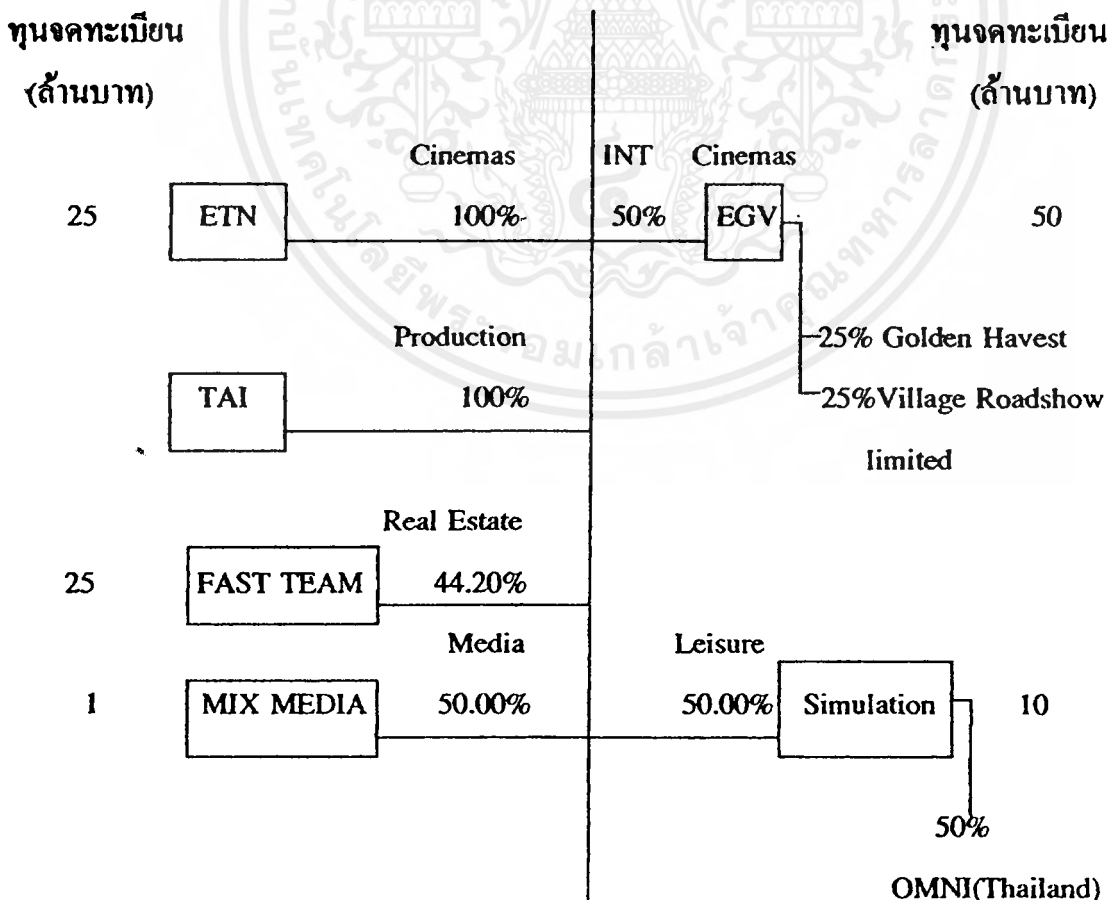 ทุนจดทะเบียน ทุนจดทะเบียน
(ล้านบาท) (ล้านบาท)
Cinemas INT Cinemas
25 ETN 100% 50% EGV 50
Production 25% Golden Havest
TAI 100% 25%Village Roadshow
limited
Real Estate
25 FAST TEAM 44.20%
Media Leisure
1 MIX MEDIA 50.00% 50.00% Simulation 10
50%
OMNI(Thailand)